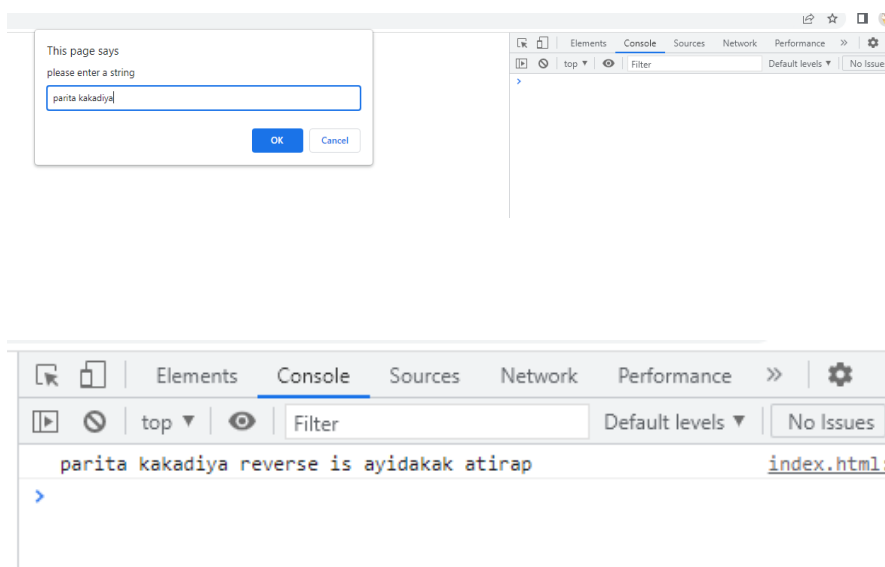 This page says
please enter a string
parita kakadiya
OK Cancel
Elements Console Sources Network Performance »
top ▼ Filter Default levels ▼ No Issue
>
Elements Console Sources Network Performance »
top ▼ Filter Default levels ▼ No Issues
parita kakadiya reverse is ayidakak atirap index.html:
>